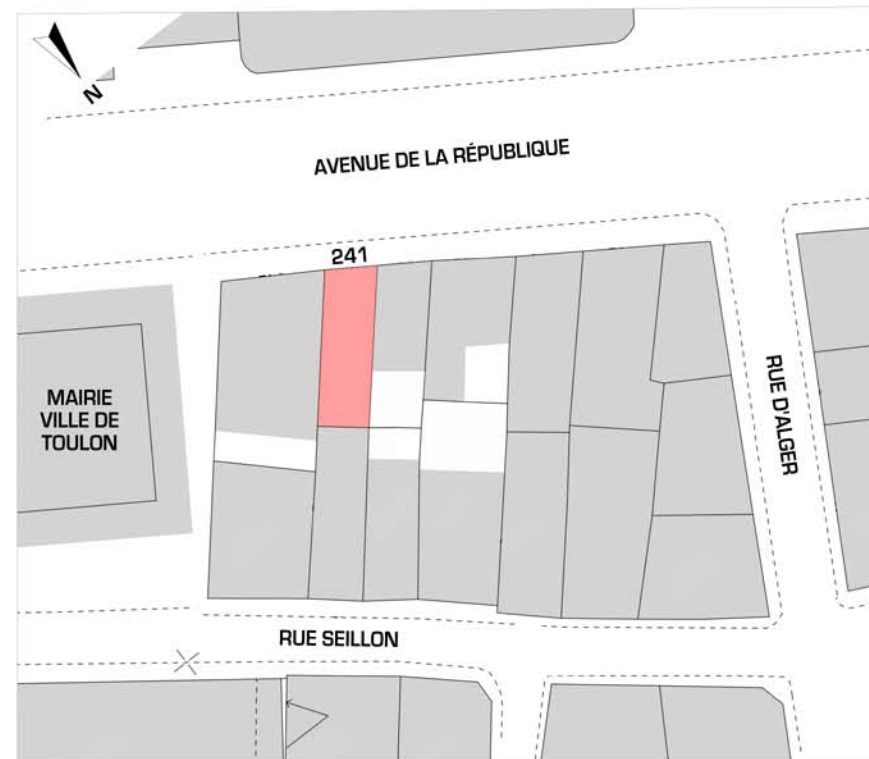 N
AVENUE DE LA RÉPUBLIQUE
241
MAIRIE
VILLE DE
TOULON
RUE D'ALGER
RUE SEILLON